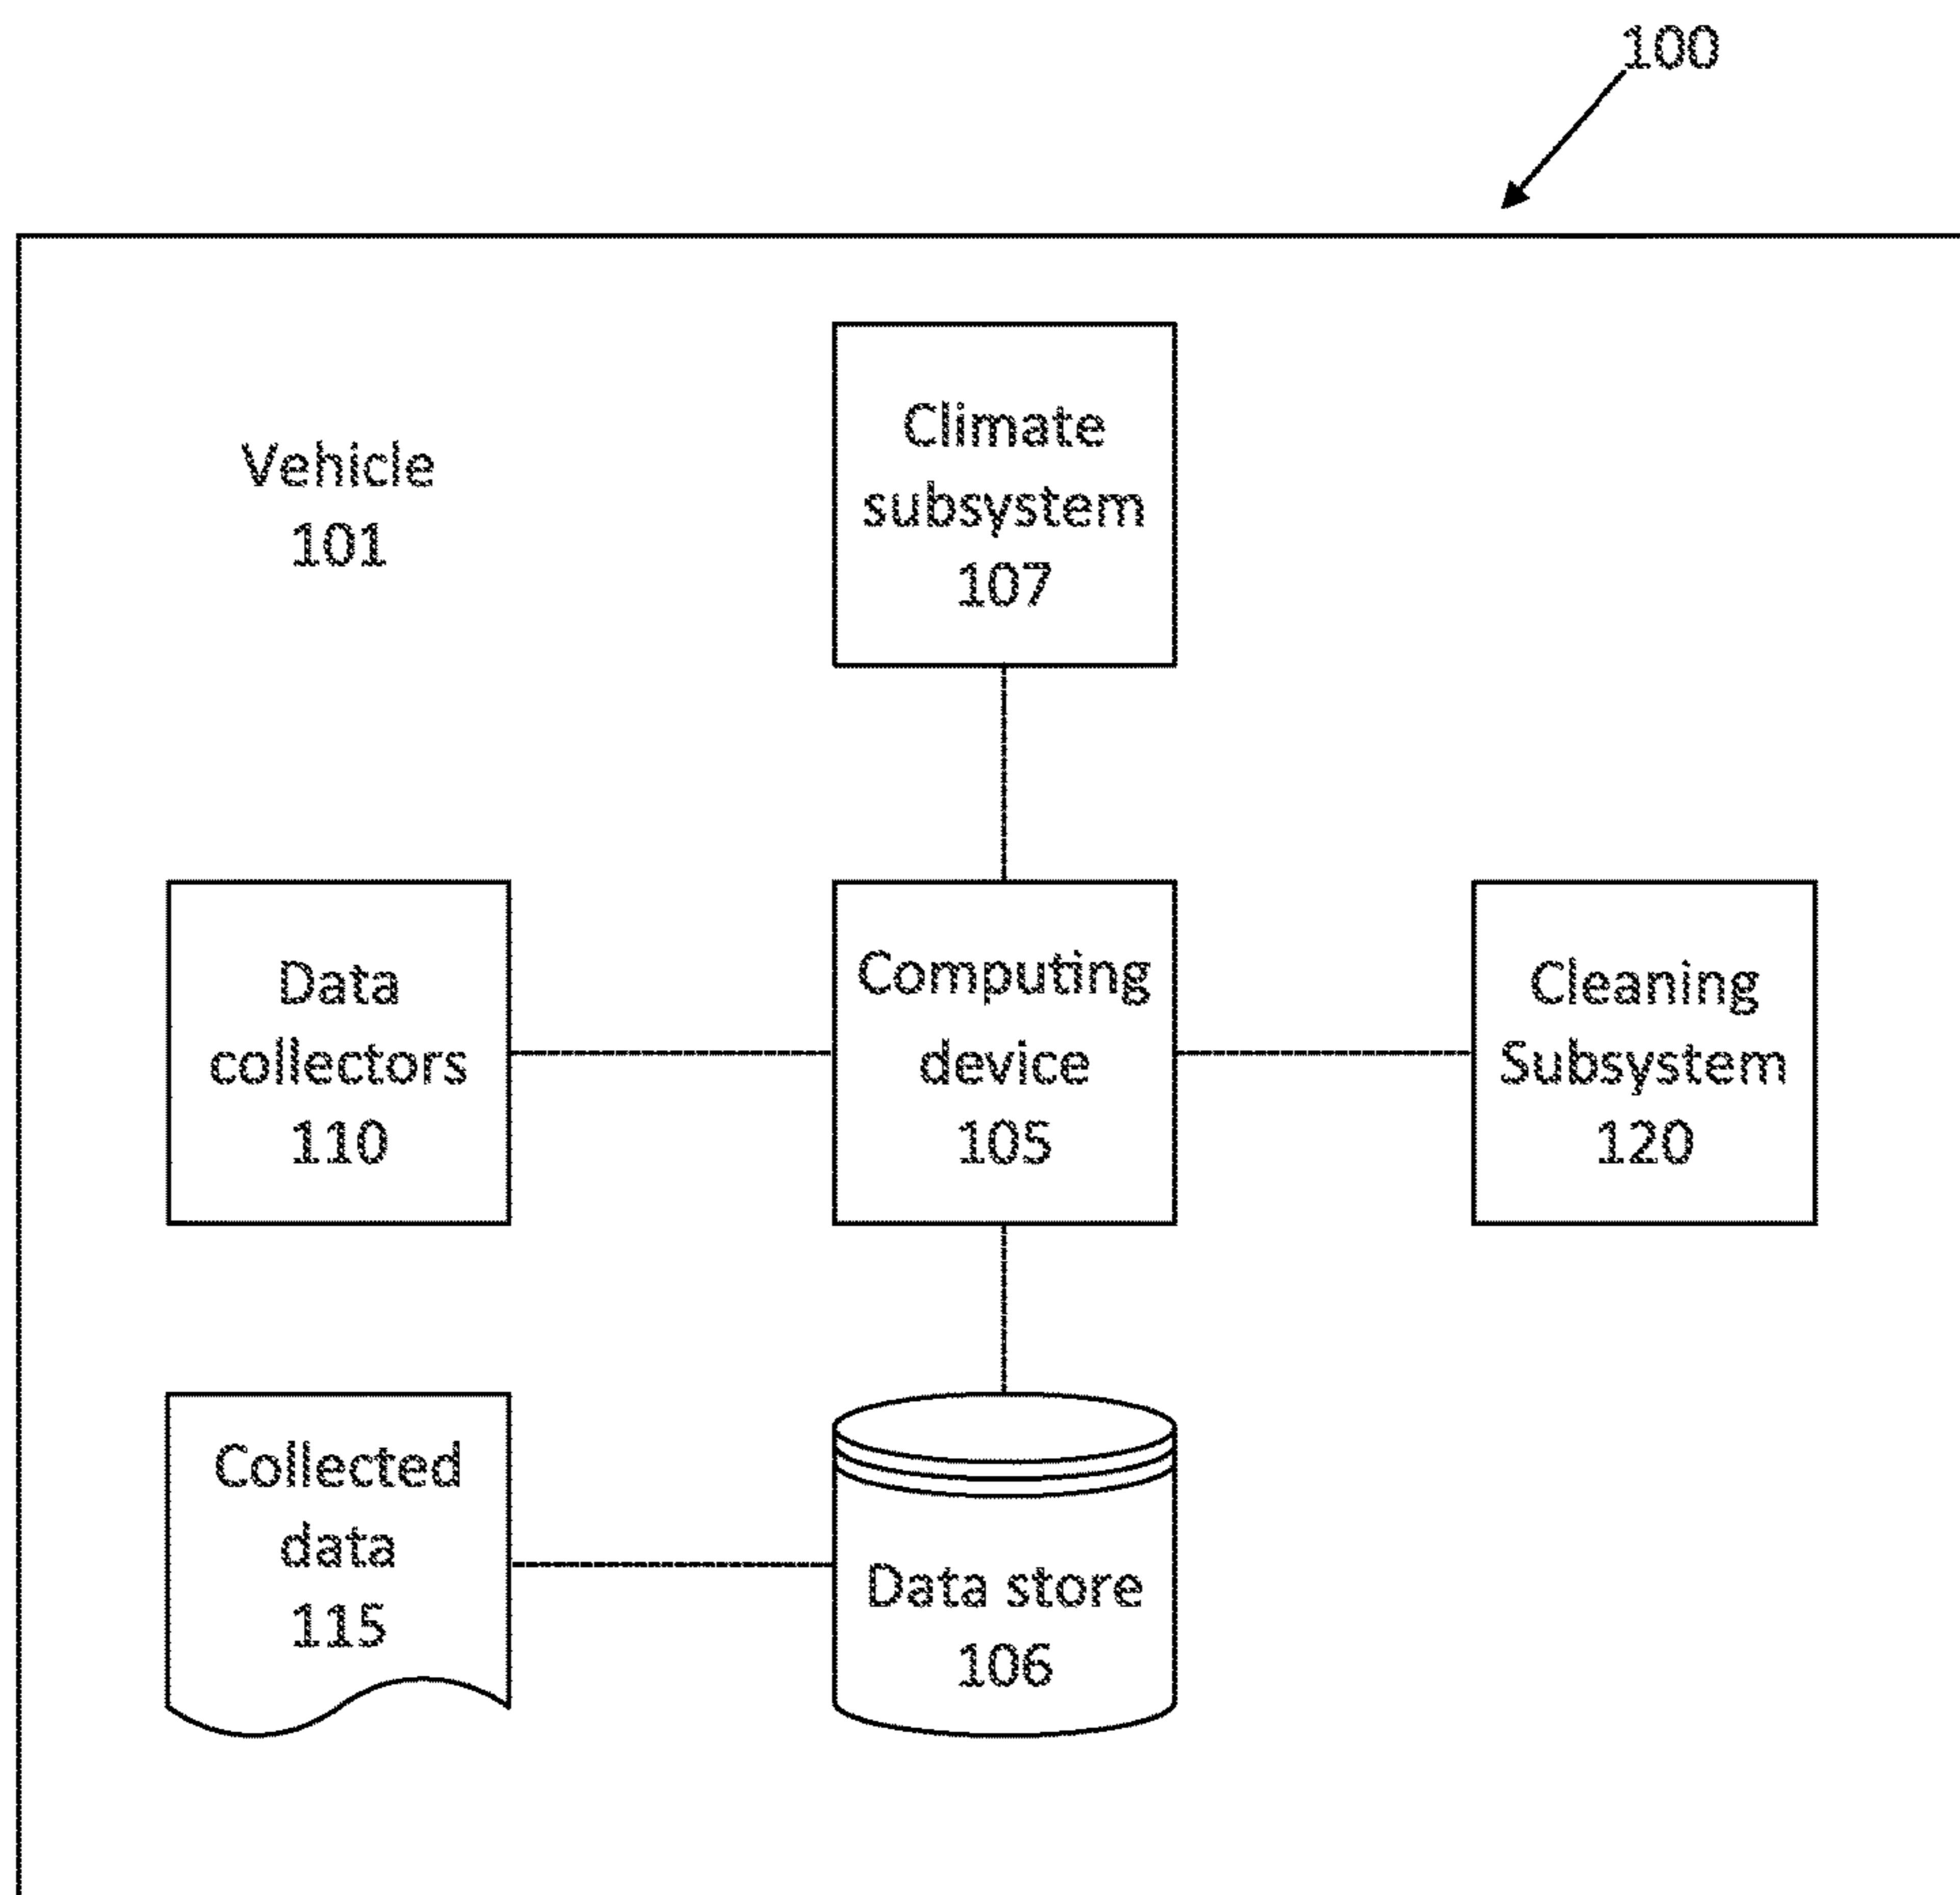 100
Vehicle
101
Climate
subsystem
107
Data
collectors
110
Computing
device
105
Cleaning
Subsystem
120
Collected
data
115
Data store
106